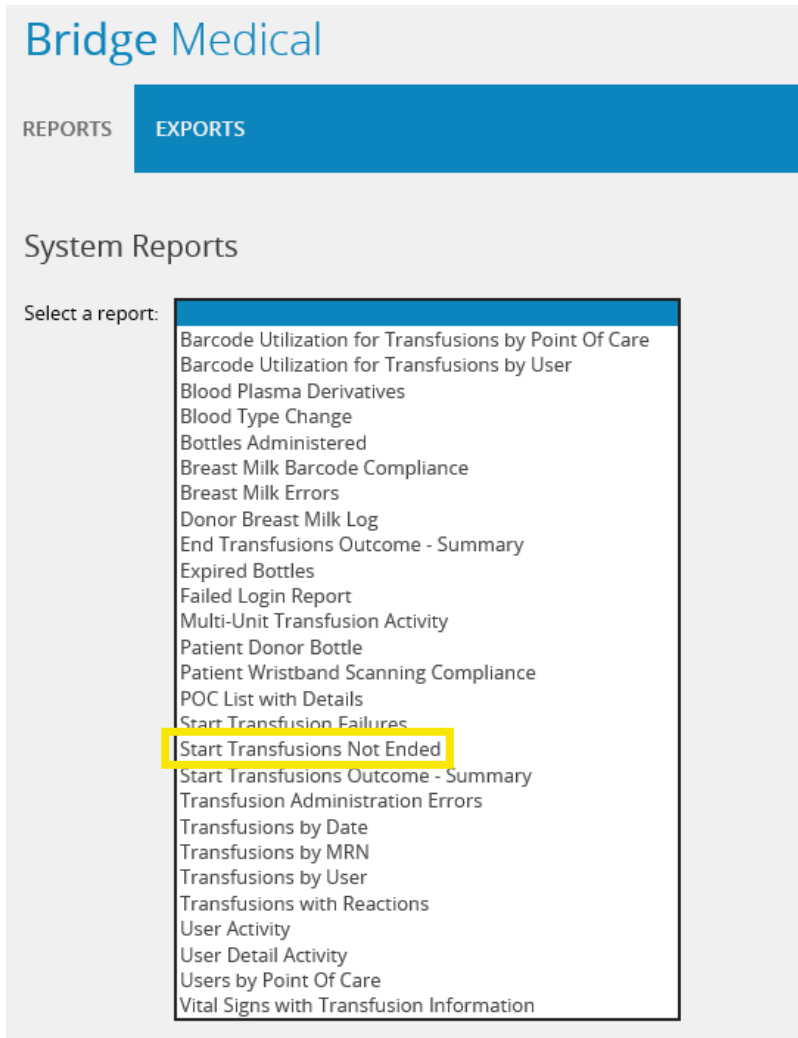 Bridge Medical
REPORTS EXPORTS
System Reports
Select a report:
Barcode Utilization for Transfusions by Point Of Care
Barcode Utilization for Transfusions by User
Blood Plasma Derivatives
Blood Type Change
Bottles Administered
Breast Milk Barcode Compliance
Breast Milk Errors
Donor Breast Milk Log
End Transfusions Outcome - Summary
Expired Bottles
Failed Login Report
Multi-Unit Transfusion Activity
Patient Donor Bottle
Patient Wristband Scanning Compliance
POC List with Details
Start Transfusion Failures
Start Transfusions Not Ended
Start Transfusions Outcome - Summary
Transfusion Administration Errors
Transfusions by Date
Transfusions by MRN
Transfusions by User
Transfusions with Reactions
User Activity
User Detail Activity
Users by Point Of Care
Vital Signs with Transfusion Information